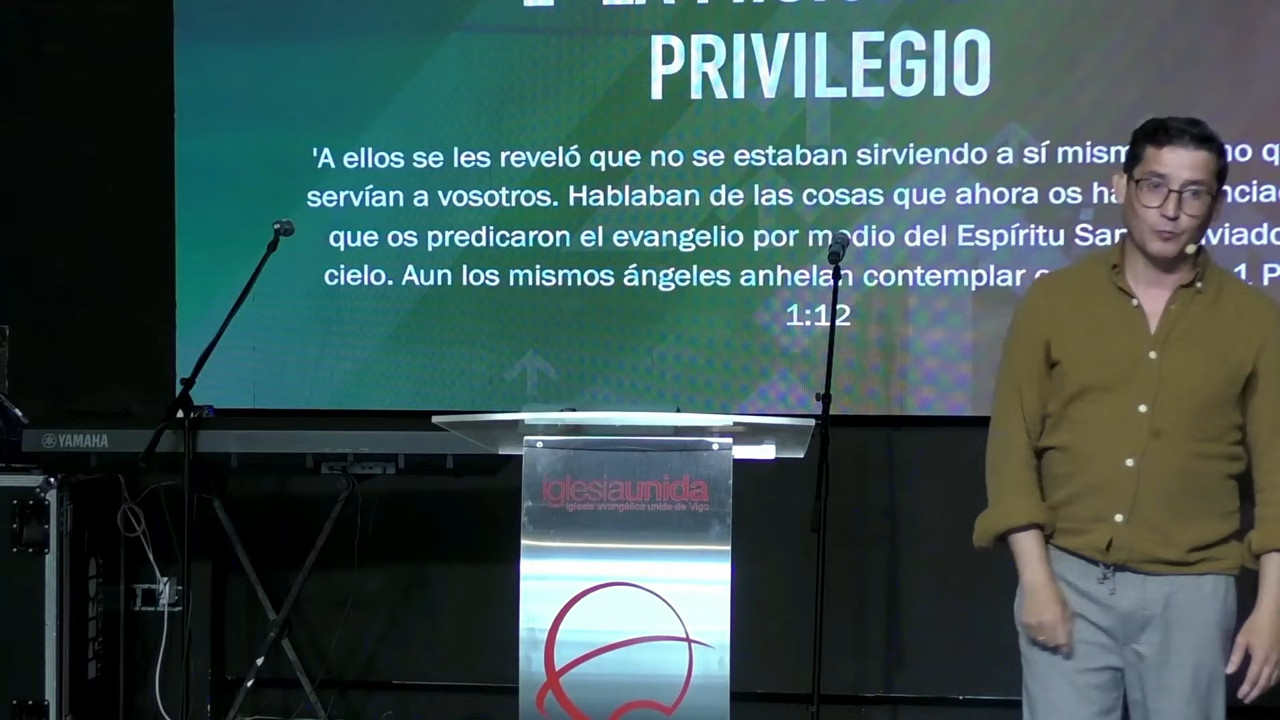 PRIVILEGIO
'A ellos se les reveló que no se estaban sirviendo a sí
servían a vosotros. Hablaban de las cosas que ahora os
que os predicaron el evangelio por medio del Espíritu
cielo. Aun los mismos ángeles anhelan contemplar
1:12
YAMAHA
iglesiaunida
iglesia evangélica unida de Vigo